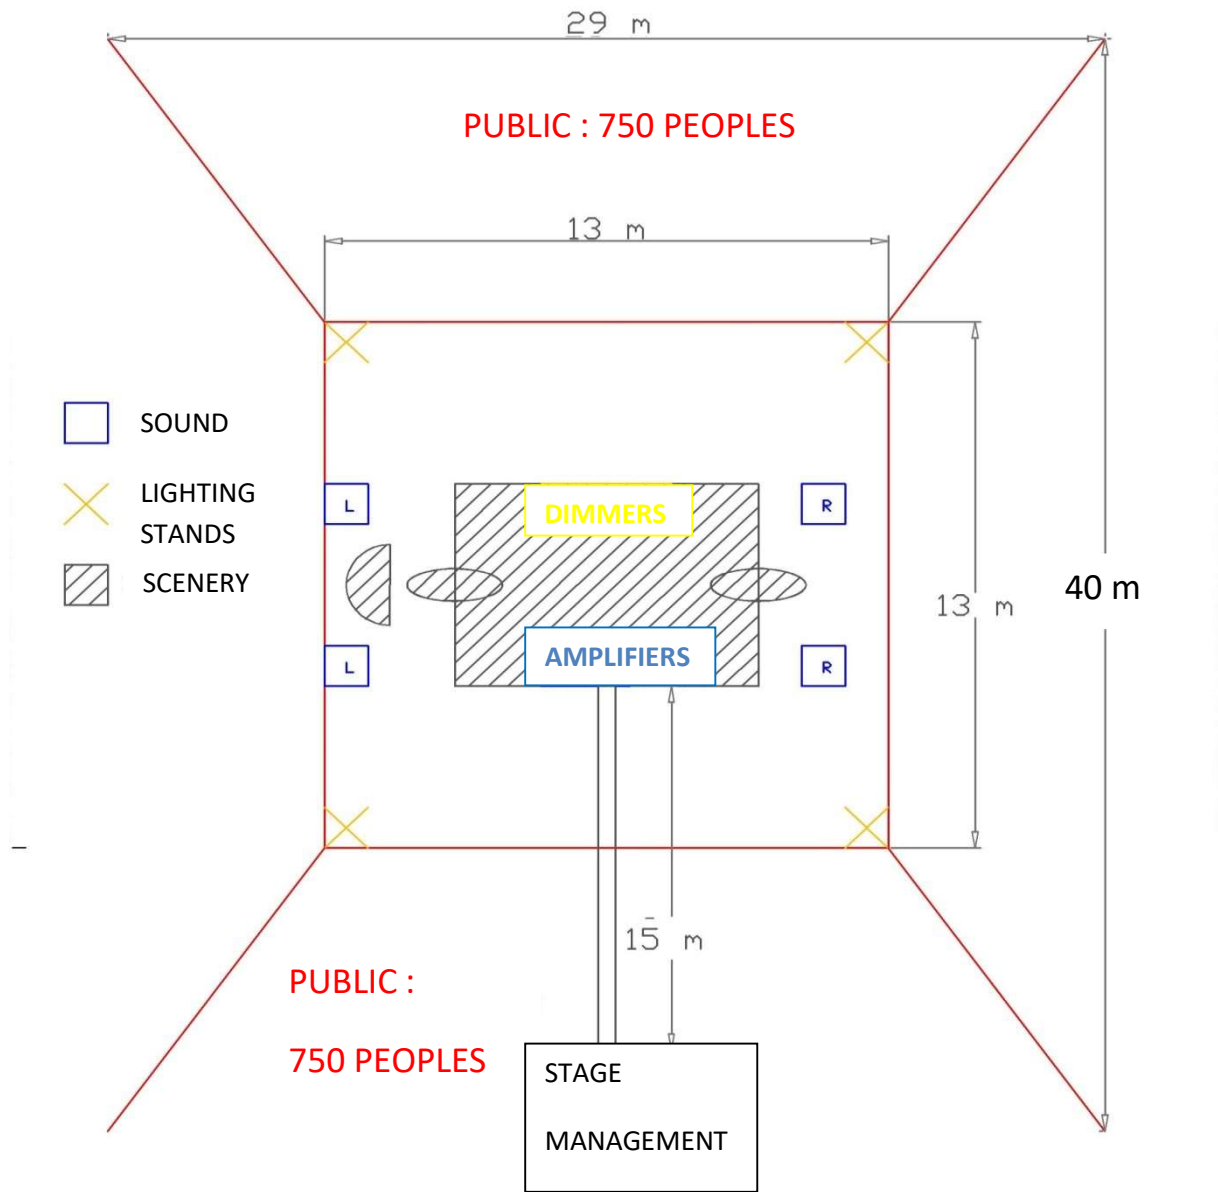 29 m
PUBLIC : 750 PEOPLES
13 m
SOUND
LIGHTING
STANDS
SCENERY
L
DIMMERS
R
13 m
40 m
L
AMPLIFIERS
R
15 m
PUBLIC :
750 PEOPLES
STAGE
MANAGEMENT